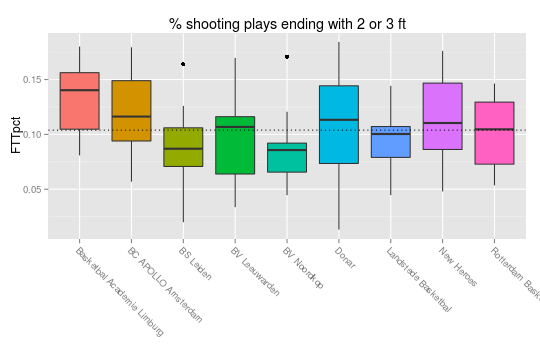 % shooting plays ending with 2 or 3 ft
FTTpct
0.15
0.10
0.05
Basketbal Academie Limburg
BC APOLLO Amsterdam
BS Leiden
BV Leeuwarden
BV Noordkop
Donar
Landstede Basketbal
New Heroes
Rotterdam Bask